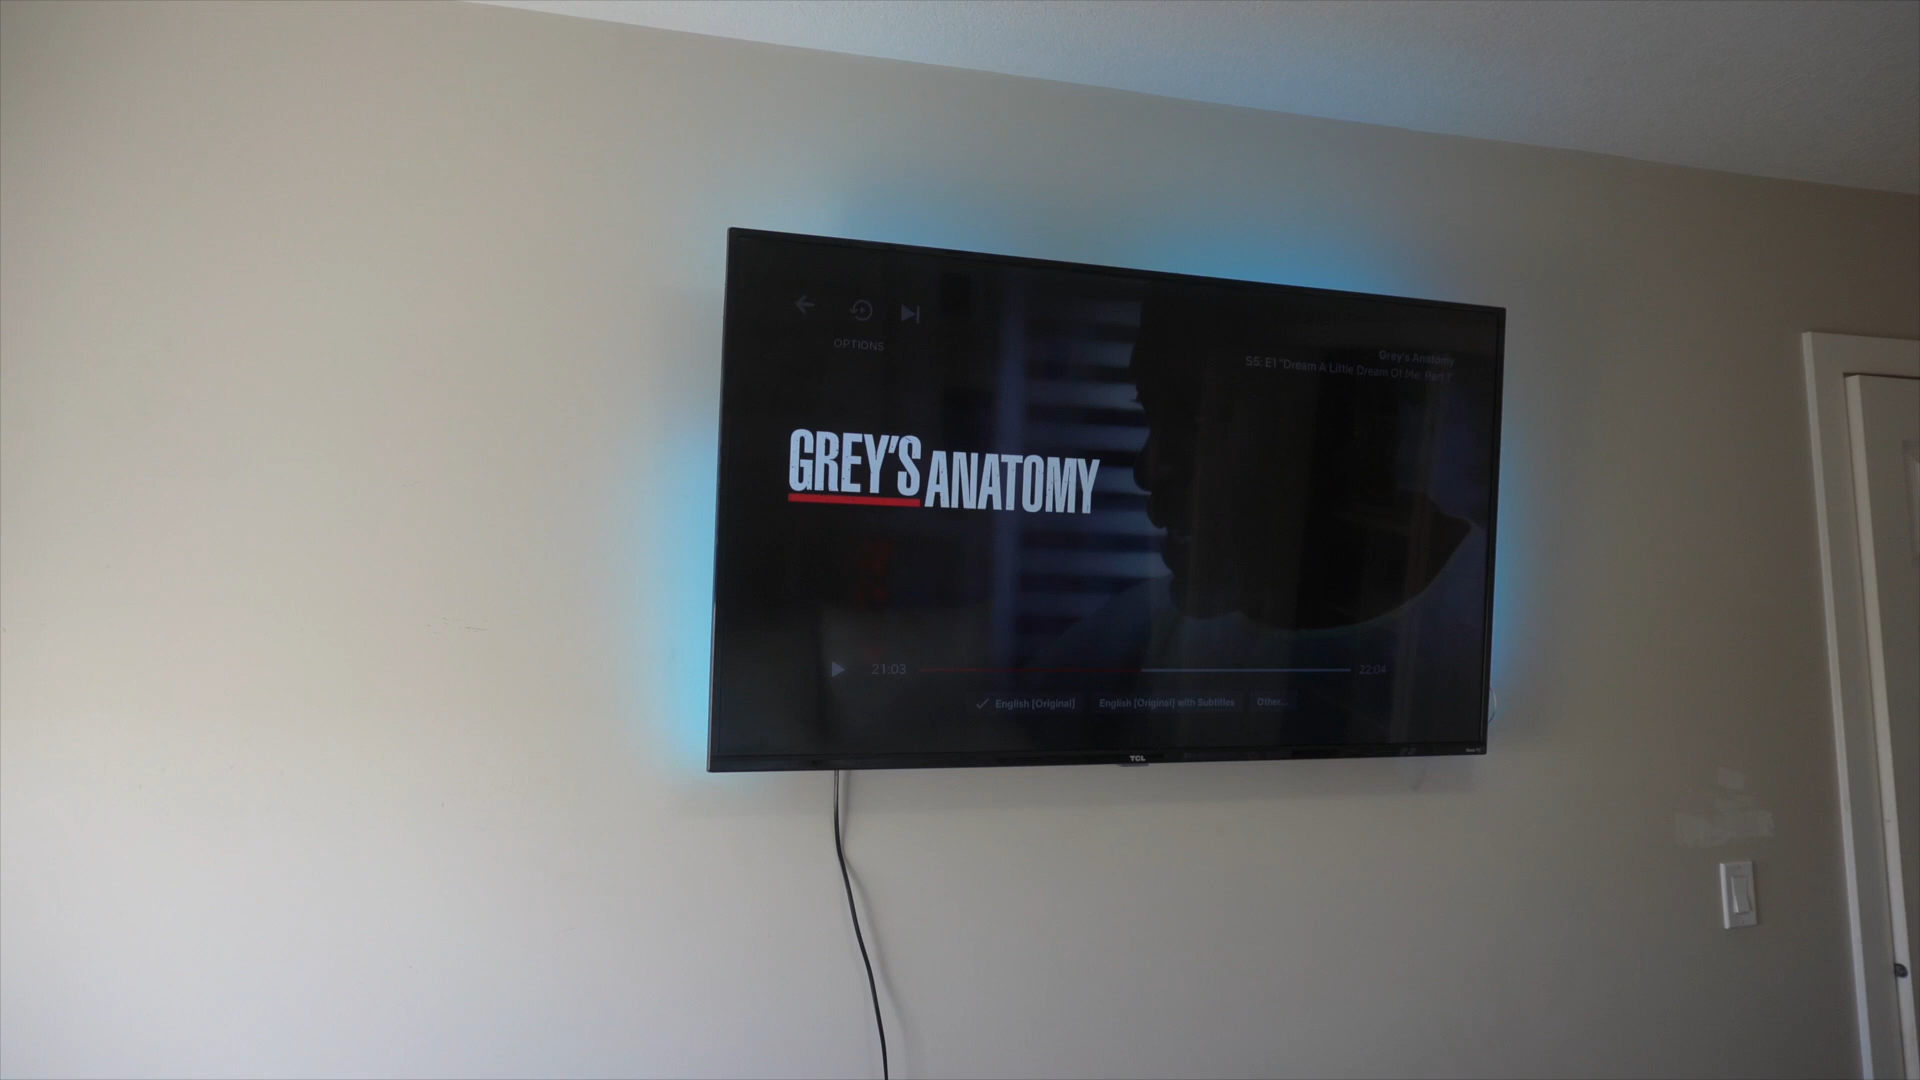 OPTIONS
Grey's Anatomy
S5: E1 "Dream A Little Dream Of Me: Part 1"
GREY'S ANATOMY
21:03
22:04
English [Original]
English [Original] with Subtitles
Other...
TCL